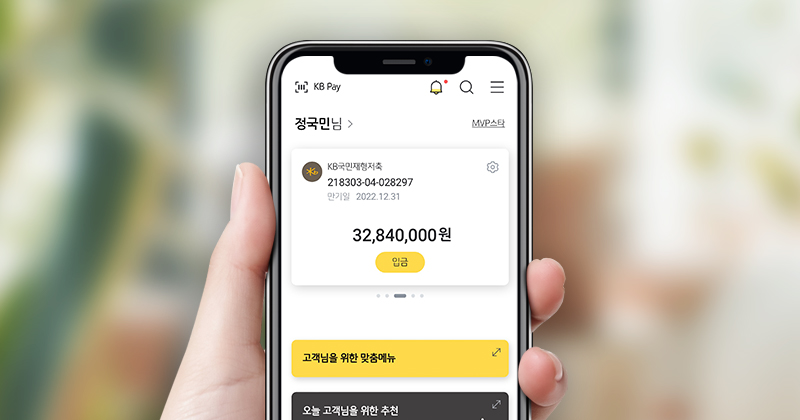 KB Pay
정국민님
MVP스타
KB국민재형저축
218303-04-028297
만기일 2022.12.31
32,840,000원
입금
고객님을 위한 맞춤메뉴
오늘 고객님을 위한 추천